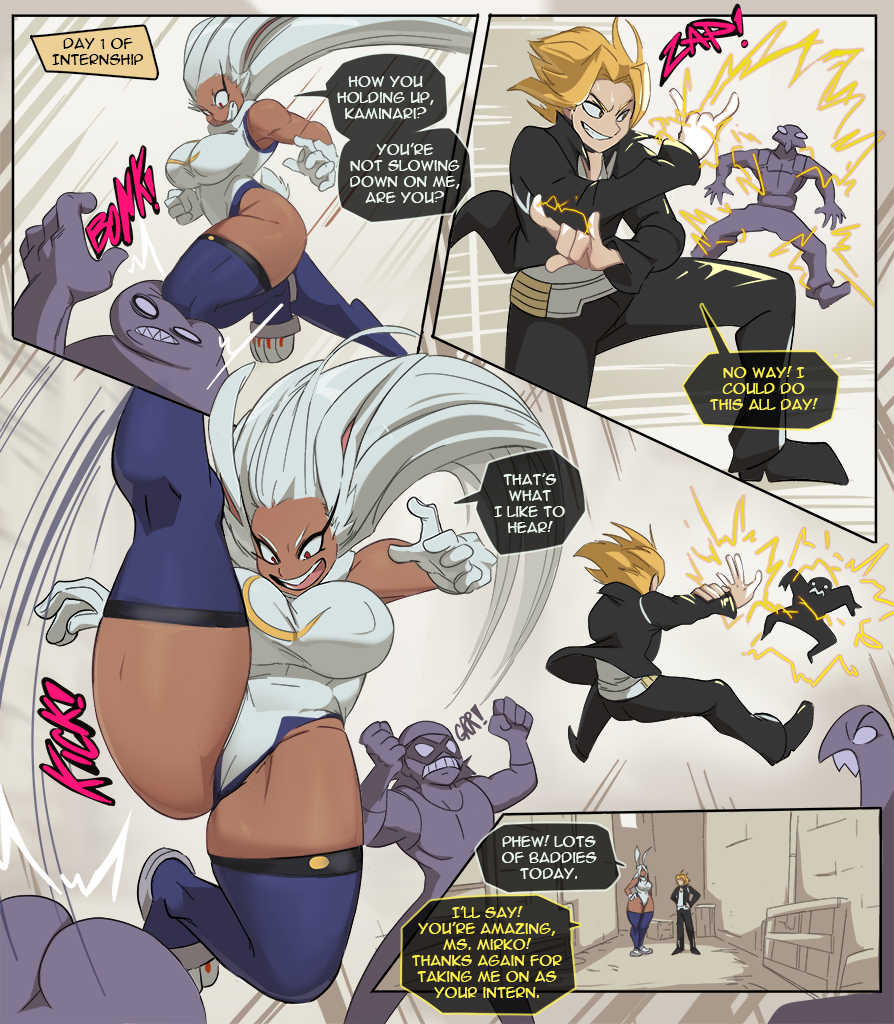 DAY 1 OF
INTERNSHIP
HOW YOU
HOLDING UP,
KAMINARI?
YOU'RE
NOT SLOWING
DOWN ON ME,
ARE YOU?
BONK!
ZAP!
NO WAY! I
COULD DO
THIS ALL DAY!
THAT'S
WHAT
I LIKE TO
HEAR!
KICK!
GRR!
PHEW! LOTS
OF BADDIES
TODAY.
I'LL SAY!
YOU'RE AMAZING,
MS. MIRKO!
THANKS AGAIN FOR
TAKING ME ON AS
YOUR INTERN.